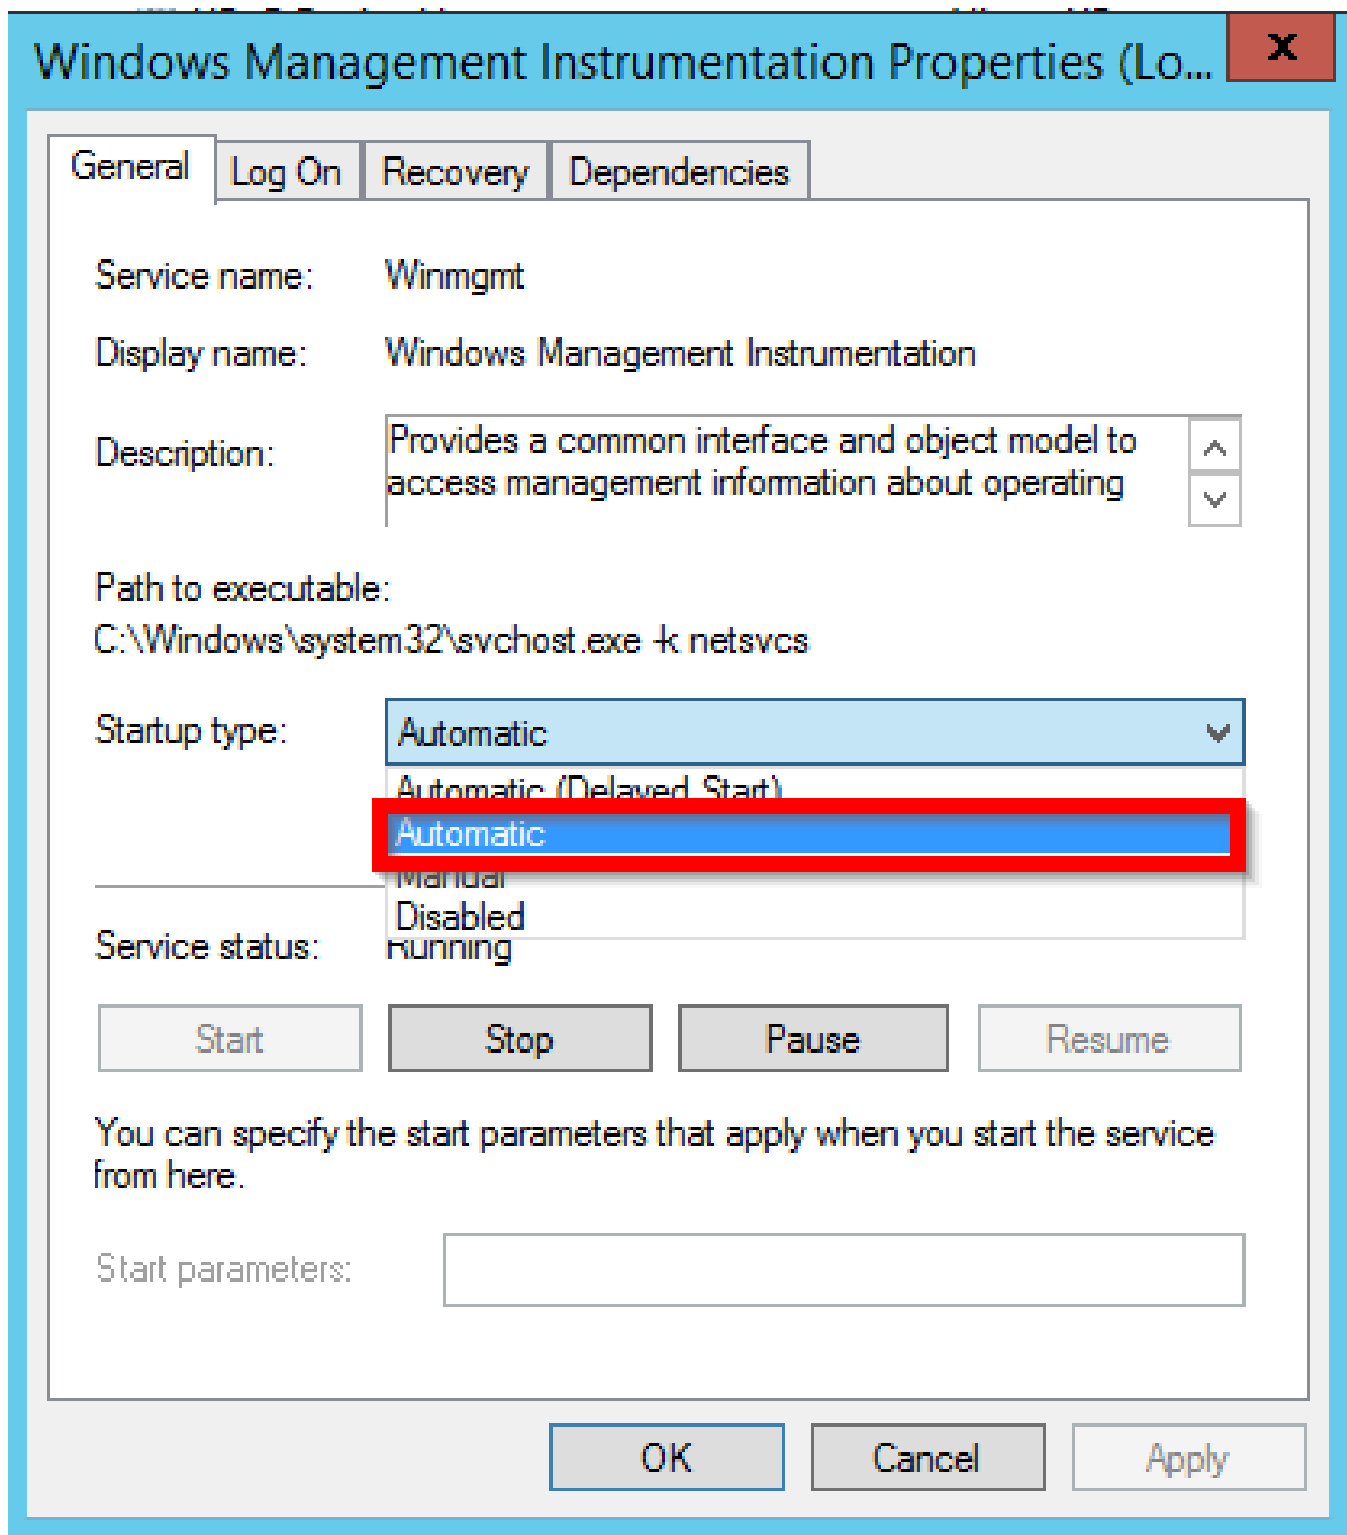 Windows Management Instrumentation Properties (Lo...
x
General
Log On
Recovery
Dependencies
Service name: Winmgmt
Display name: Windows Management Instrumentation
Description: Provides a common interface and object model to
access management information about operating
Path to executable:
C:\Windows\system32\svchost.exe -k netsvcs
Startup type: Automatic
Automatic (Delayed Start)
Automatic
Manual
Disabled
Service status: Running
Start
Stop
Pause
Resume
You can specify the start parameters that apply when you start the service
from here.
Start parameters:
OK
Cancel
Apply